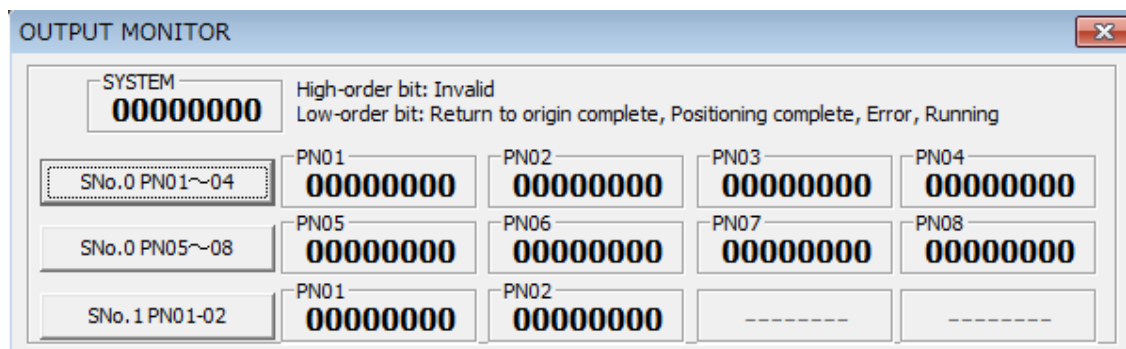 OUTPUT MONITOR
SYSTEM
00000000
High-order bit: Invalid
Low-order bit: Return to origin complete, Positioning complete, Error, Running
SNo.0 PN01～04
PN01
00000000
PN02
00000000
PN03
00000000
PN04
00000000
SNo.0 PN05～08
PN05
00000000
PN06
00000000
PN07
00000000
PN08
00000000
SNo.1 PN01-02
PN01
00000000
PN02
00000000
--------
--------